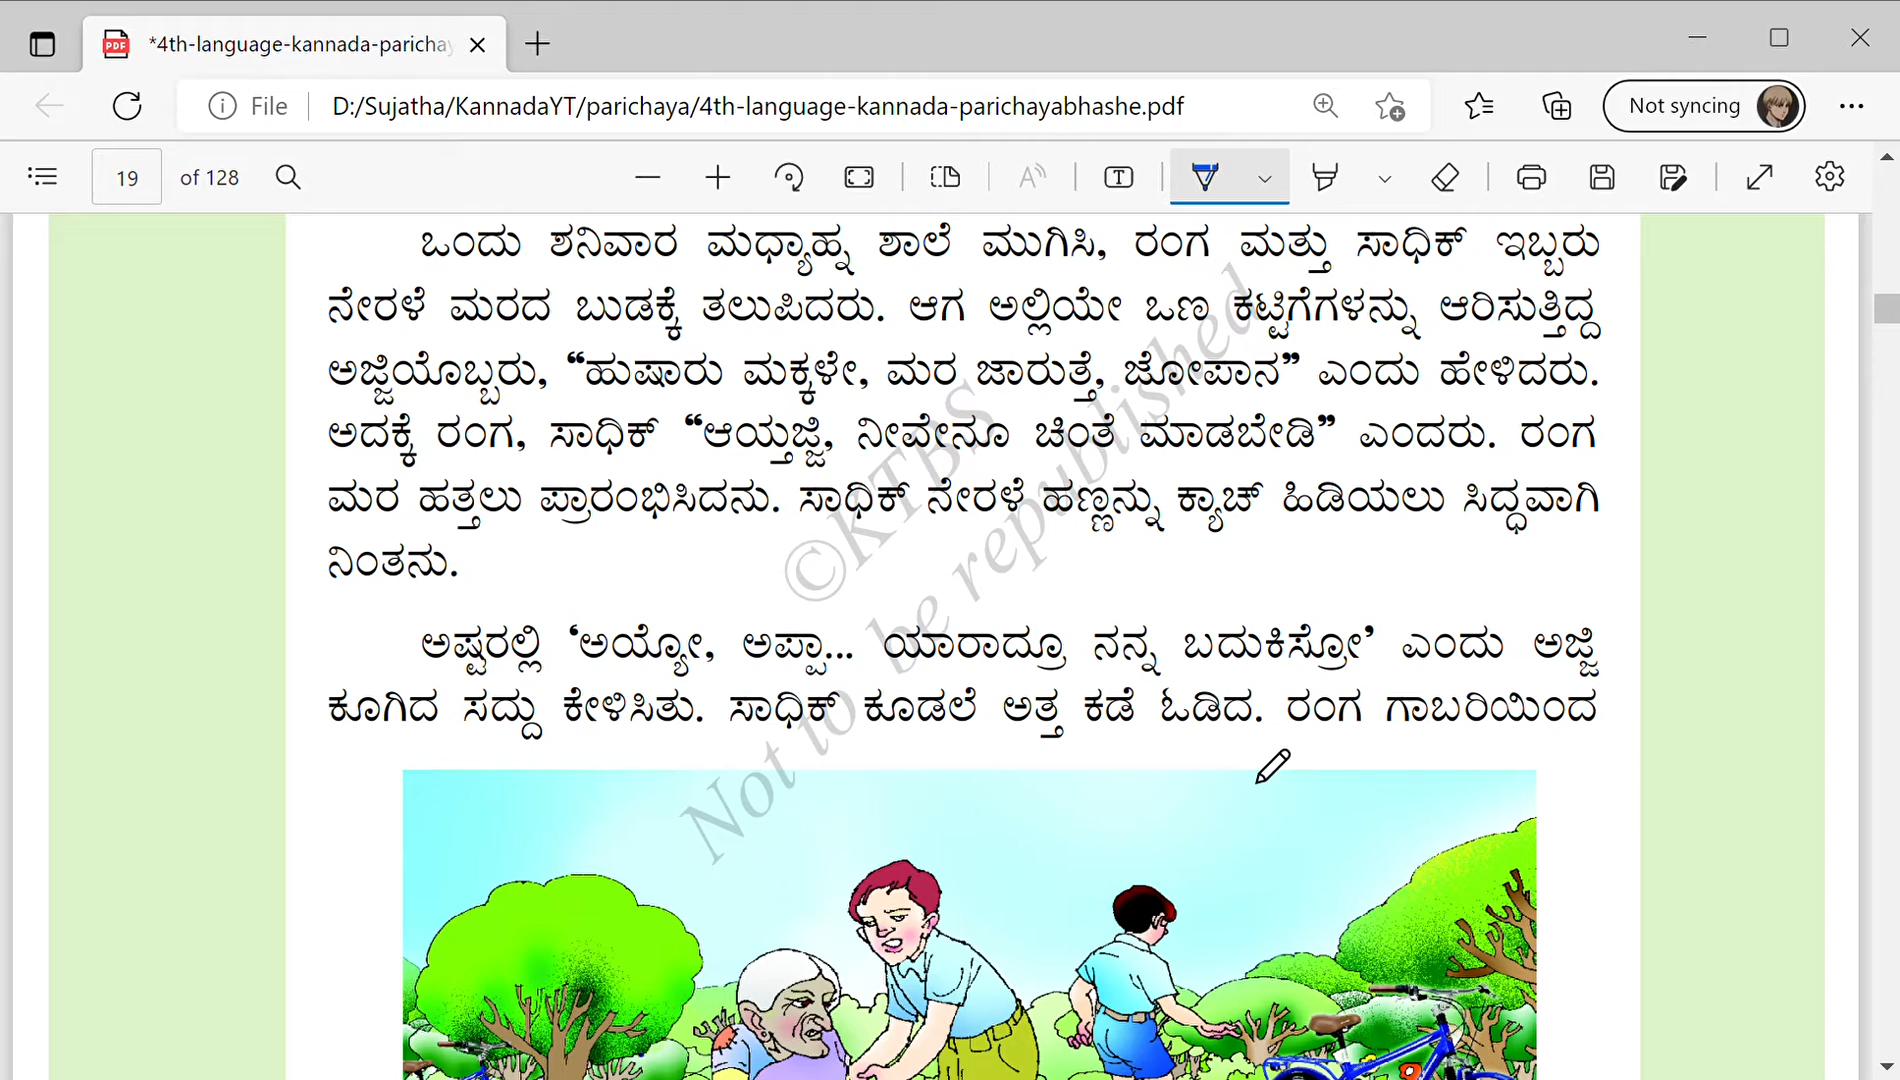 *4th-language-kannada-parichay
File
D:/Sujatha/KannadaYT/parichaya/4th-language-kannada-parichayabhashe.pdf
Not syncing
19 of 128
ಒಂದು ಶನಿವಾರ ಮಧ್ಯಾಹ್ನ ಶಾಲೆ ಮುಗಿಸಿ, ರಂಗ ಮತ್ತು ಸಾಧಿಕ್ ಇಬ್ಬರು
ನೇರಳೆ ಮರದ ಬುಡಕ್ಕೆ ತಲುಪಿದರು. ಆಗ ಅಲ್ಲಿಯೇ ಒಣ ಕಟ್ಟಿಗೆಗಳನ್ನು ಆರಿಸುತ್ತಿದ್ದ
ಅಜ್ಜಿಯೊಬ್ಬರು, “ಹುಷಾರು ಮಕ್ಕಳೇ, ಮರ ಜಾರುತ್ತೆ, ಜೋಪಾನ” ಎಂದು ಹೇಳಿದರು.
ಅದಕ್ಕೆ ರಂಗ, ಸಾಧಿಕ್ “ಆಯ್ತಜ್ಜಿ, ನೀವೇನೂ ಚಿಂತೆ ಮಾಡಬೇಡಿ” ಎಂದರು. ರಂಗ
ಮರ ಹತ್ತಲು ಪ್ರಾರಂಭಿಸಿದನು. ಸಾಧಿಕ್ ನೇರಳೆ ಹಣ್ಣನ್ನು ಕ್ಯಾಚ್ ಹಿಡಿಯಲು ಸಿದ್ಧವಾಗಿ
ನಿಂತನು.
ಅಷ್ಟರಲ್ಲಿ ‘ಅಯ್ಯೋ, ಅಪ್ಪಾ... ಯಾರಾದ್ರೂ ನನ್ನ ಬದುಕಿಸ್ರೋ’ ಎಂದು ಅಜ್ಜಿ
ಕೂಗಿದ ಸದ್ದು ಕೇಳಿಸಿತು. ಸಾಧಿಕ್ ಕೂಡಲೆ ಅತ್ತ ಕಡೆ ಓಡಿದ. ರಂಗ ಗಾಬರಿಯಿಂದ
©KTBS
Not to be republished